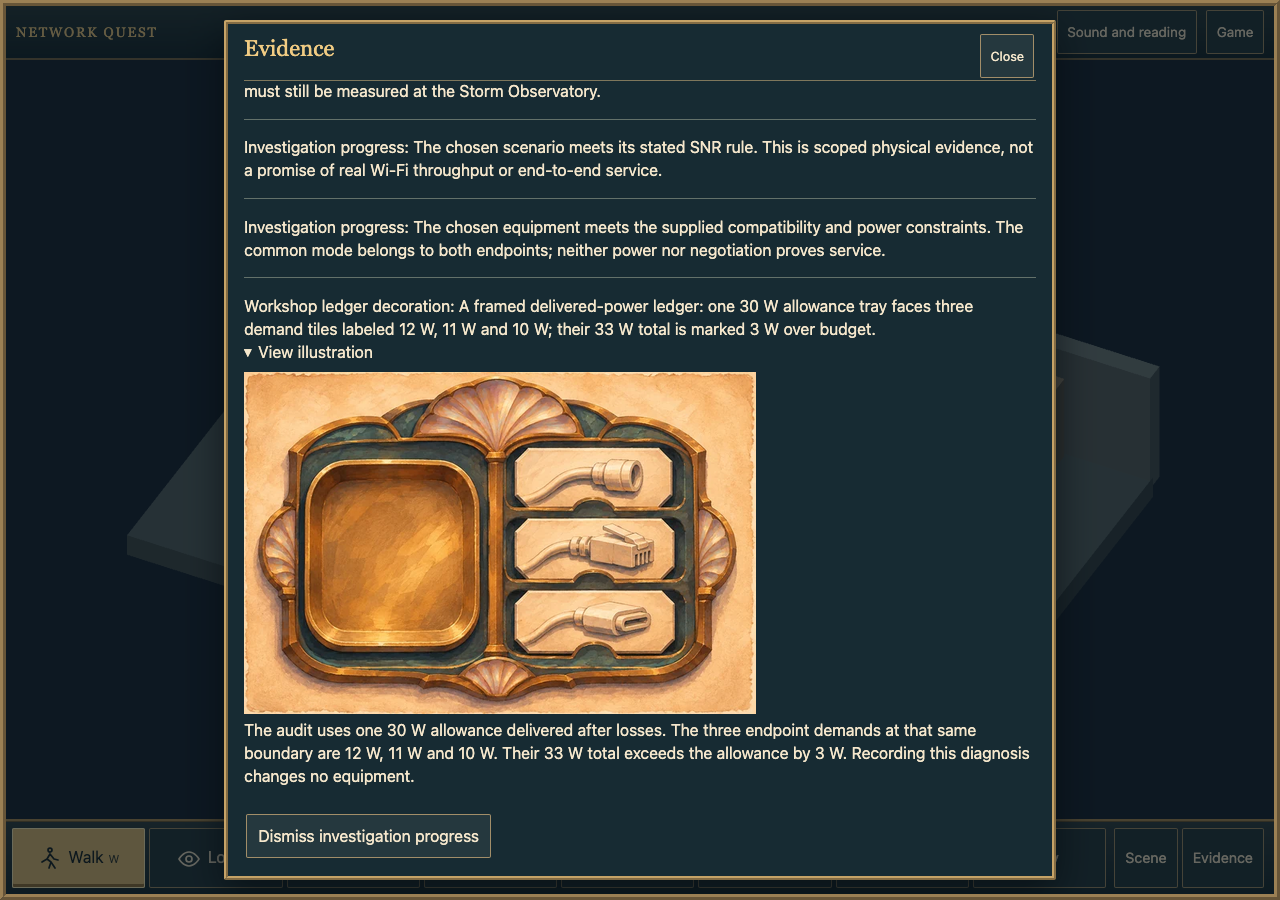 NETWORK QUEST
Sound and reading
Game
Evidence
Close
must still be measured at the Storm Observatory.
Investigation progress: The chosen scenario meets its stated SNR rule. This is scoped physical evidence, not
a promise of real Wi-Fi throughput or end-to-end service.
Investigation progress: The chosen equipment meets the supplied compatibility and power constraints. The
common mode belongs to both endpoints; neither power nor negotiation proves service.
Workshop ledger decoration: A framed delivered-power ledger: one 30 W allowance tray faces three
demand tiles labeled 12 W, 11 W and 10 W; their 33 W total is marked 3 W over budget.
▼ View illustration
The audit uses one 30 W allowance delivered after losses. The three endpoint demands at that same
boundary are 12 W, 11 W and 10 W. Their 33 W total exceeds the allowance by 3 W. Recording this diagnosis
changes no equipment.
Dismiss investigation progress
Walk W
Scene
Evidence